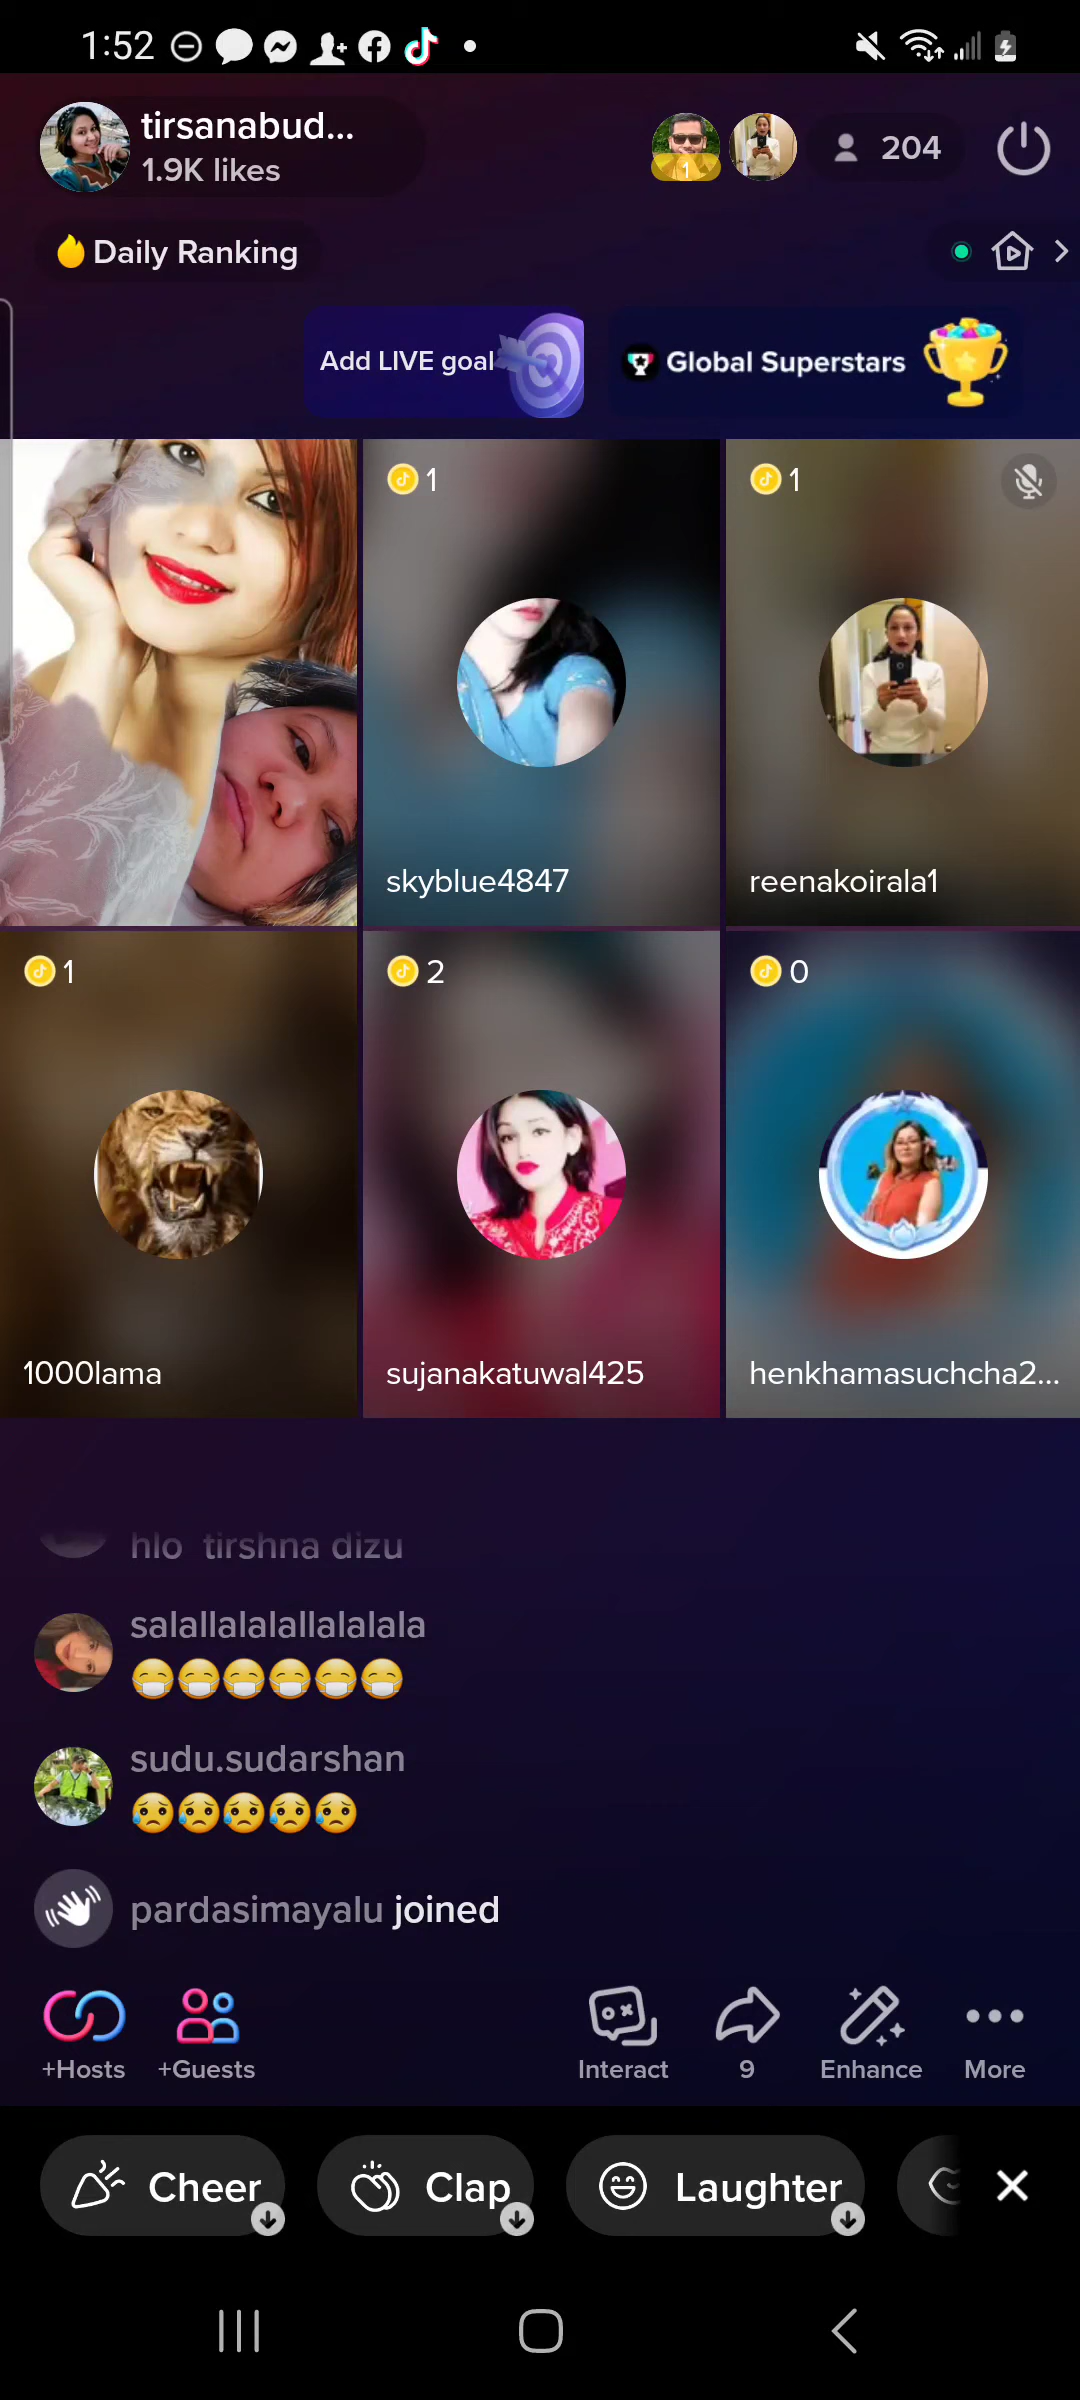 1:52
tirsanabud...
1.9K likes
1
204
Daily Ranking
Add LIVE goal
Global Superstars
1
1
skyblue4847
reenakoirala1
1
2
0
1000lama
sujanakatuwal425
henkhamasuchcha2...
hlo tirshna dizu
salallalalallalalala
😷😷😷😷😷😷
sudu.sudarshan
😥😥😥😥😥
pardasimayalu joined
+Hosts
+Guests
Interact
9
Enhance
More
Cheer
Clap
Laughter